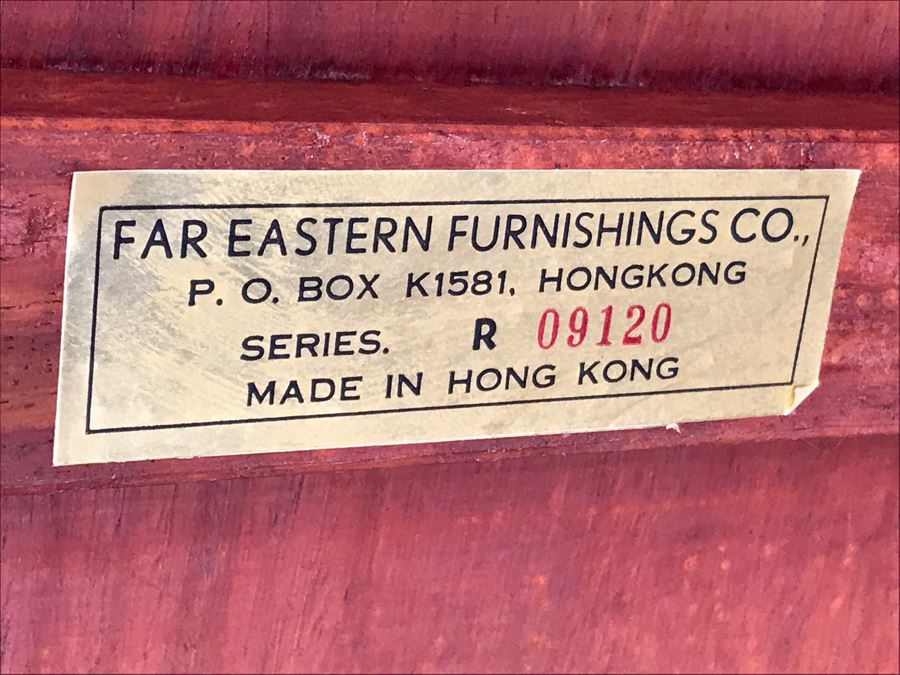 FAR EASTERN FURNISHINGS CO.,
P. O. BOX K1581, HONGKONG
SERIES. R 09120
MADE IN HONG KONG